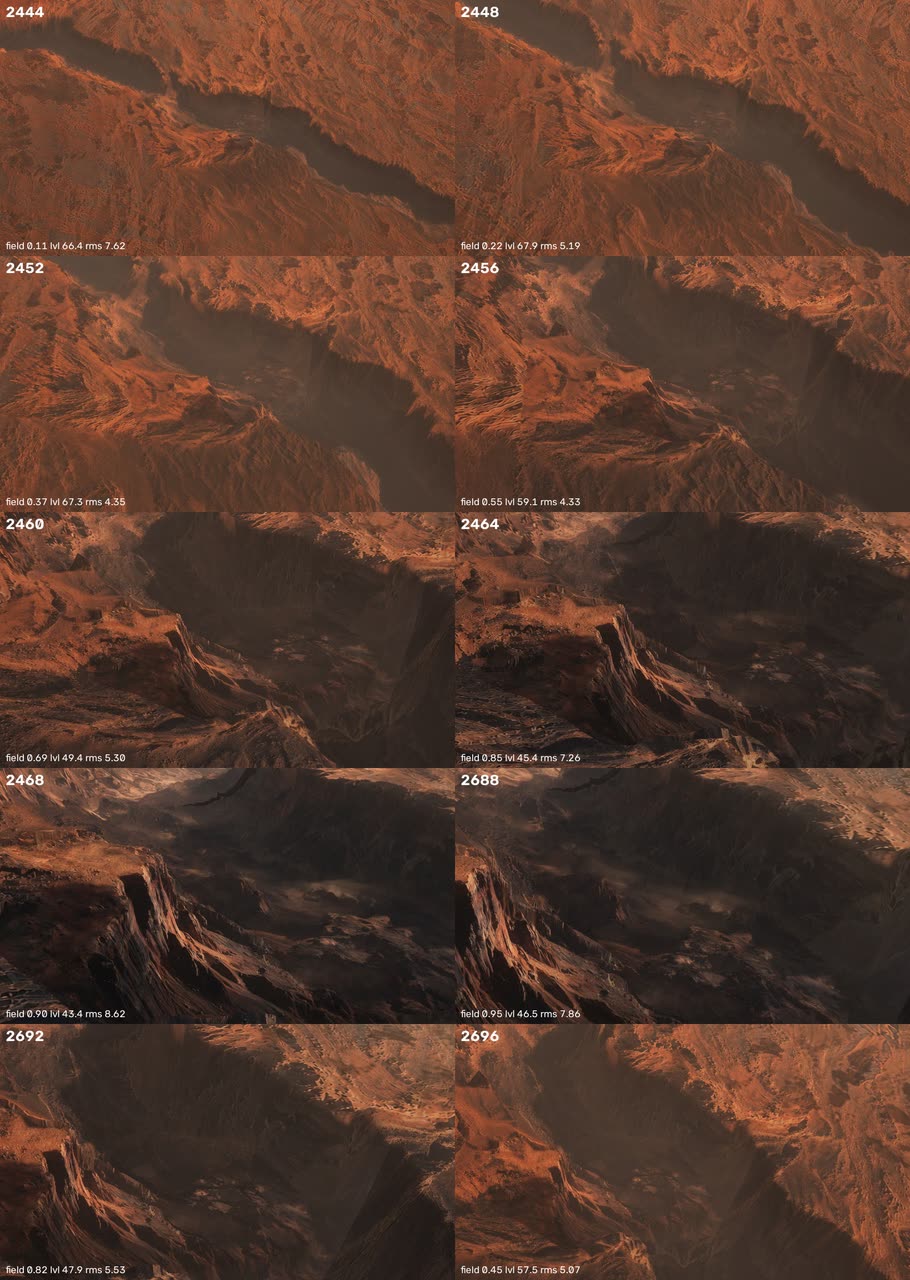 2444
2448
field 0.11 lvl 66.4 rms 7.62
field 0.22 lvl 67.9 rms 5.19
2452
2456
field 0.37 lvl 67.3 rms 4.35
field 0.55 lvl 59.1 rms 4.33
2460
2464
field 0.69 lvl 49.4 rms 5.30
field 0.85 lvl 45.4 rms 7.26
2468
2688
field 0.90 lvl 43.4 rms 8.62
field 0.95 lvl 46.5 rms 7.86
2692
2696
field 0.82 lvl 47.9 rms 5.53
field 0.45 lvl 57.5 rms 5.07